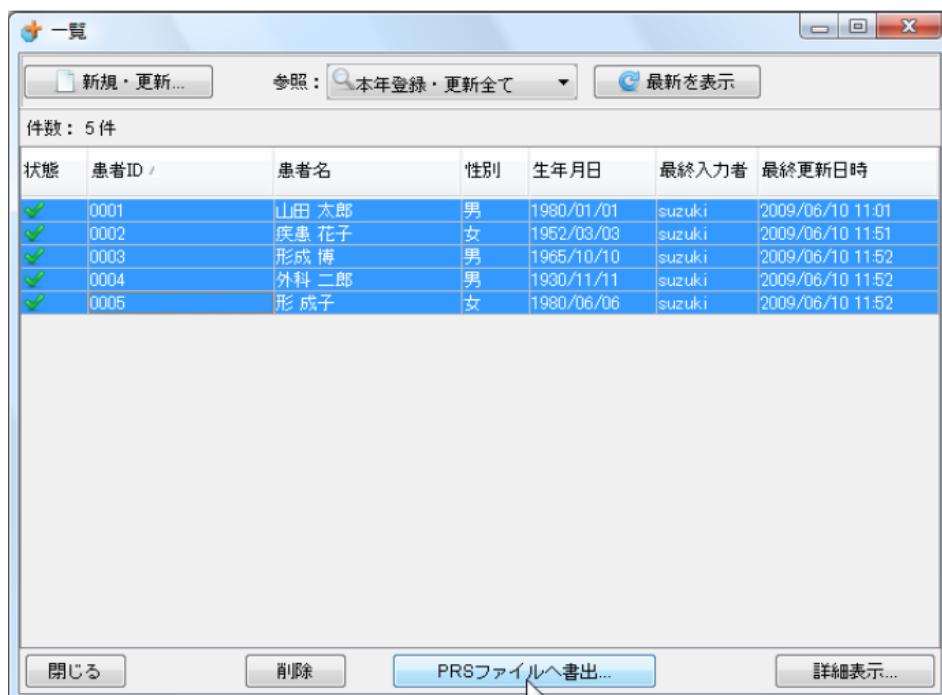 一覧
新規・更新... 参照： 本年登録・更新全て 最新を表示
件数： 5件
状態 患者ID 患者名 性別 生年月日 最終入力者 最終更新日時
0001 山田 太郎 男 1980/01/01 suzuki 2009/06/10 11:01
0002 疾患 花子 女 1952/03/03 suzuki 2009/06/10 11:51
0003 形成 博 男 1965/10/10 suzuki 2009/06/10 11:52
0004 外科 二郎 男 1930/11/11 suzuki 2009/06/10 11:52
0005 形 成子 女 1980/06/06 suzuki 2009/06/10 11:52
閉じる 削除 PRSファイルへ書出... 詳細表示...